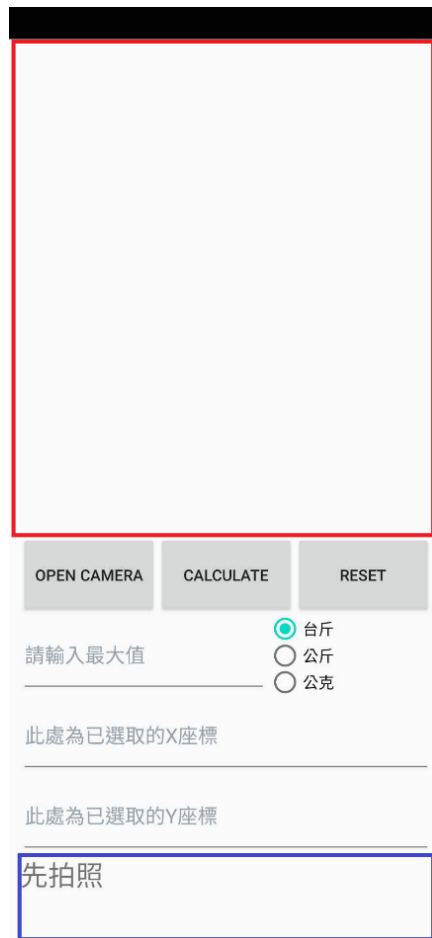 OPEN CAMERA CALCULATE RESET
台斤
請輸入最大值 公斤
公克
此處為已選取的X座標
此處為已選取的Y座標
先拍照